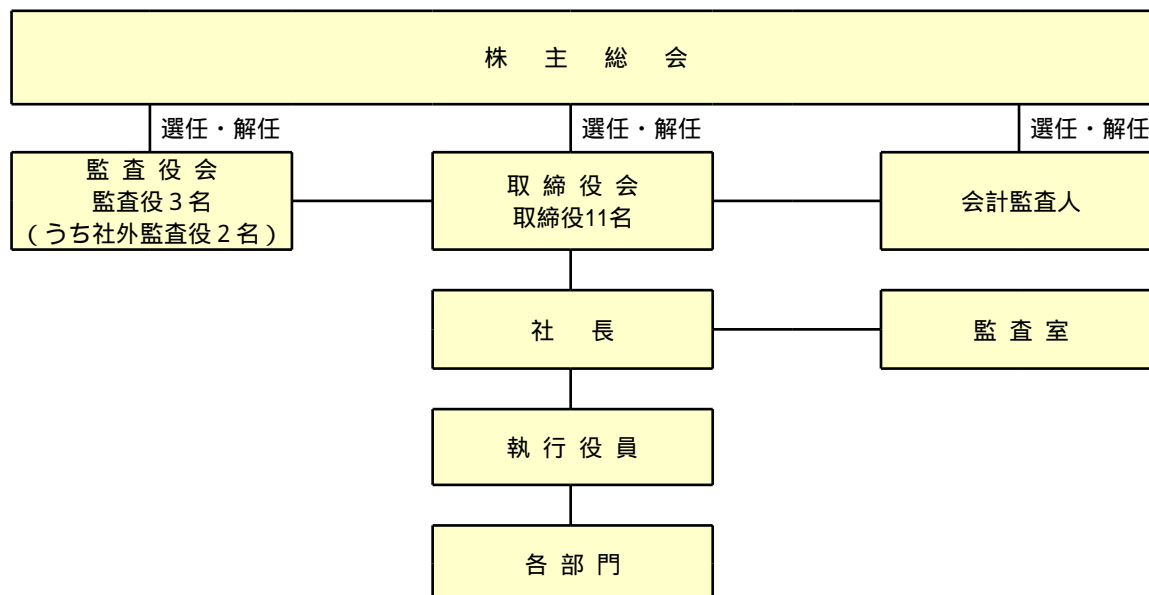 株 主 総 会
選任・解任
選任・解任
選任・解任
監 査 役 会
監査役３名
（うち社外監査役２名）
取 締 役 会
取締役11名
会計監査人
社 長
監 査 室
執 行 役 員
各 部 門